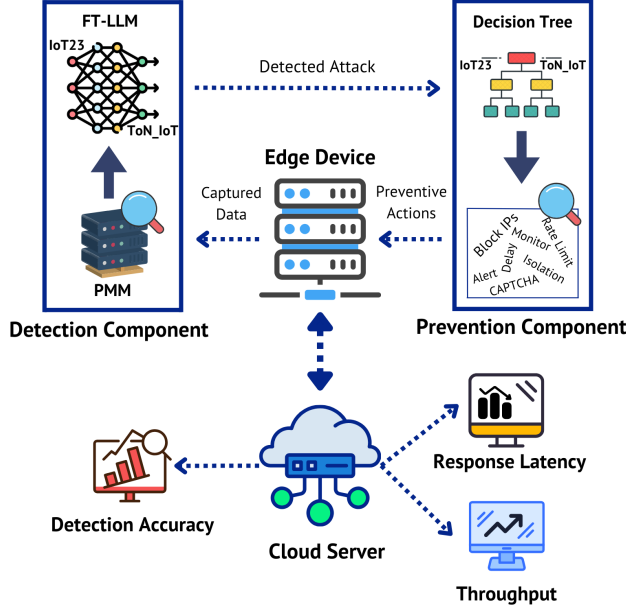 FT-LLM
IoT23
ToN_IoT
PMM
Detection Component
Detected Attack
Edge Device
Captured
Data
Preventive
Actions
Decision Tree
IoT23
ToN_IoT
Block IPs
Rate Limit
Monitor
Delay
Isolation
Alert
CAPTCHA
Prevention Component
Detection Accuracy
Cloud Server
Response Latency
Throughput